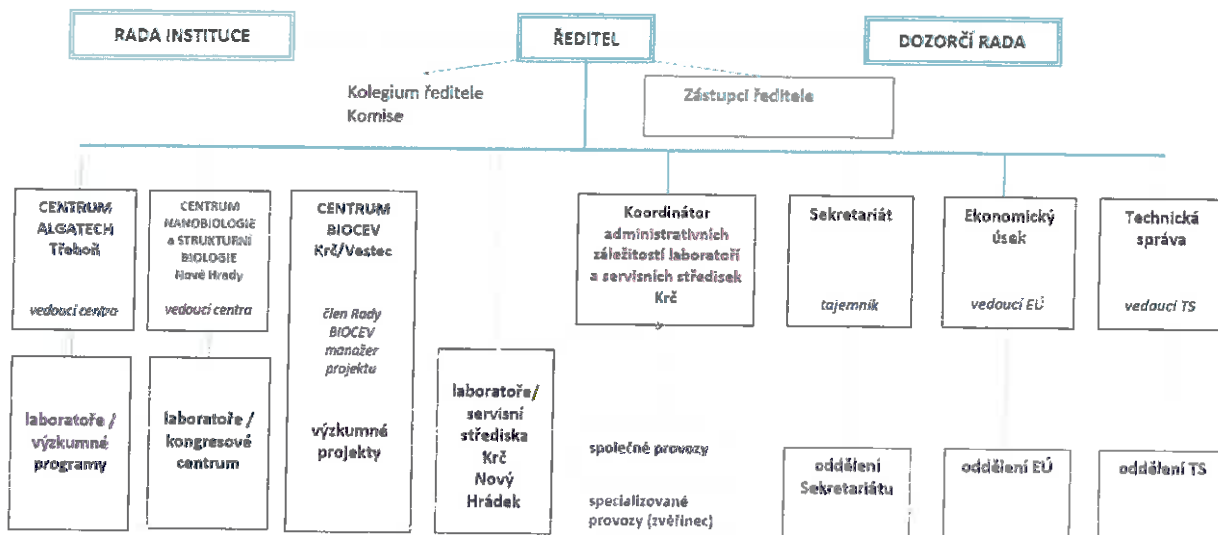 RADA INSTITUCE
ŘEDITEL
DOZORČÍ RADA
Kolegium ředitele
Komise
Zástupci ředitele
CENTRUM
ALGATECH
Třeboň
vedoucí centra
CENTRUM
NANOBIOLOGIE
a STRUKTURNÍ
BIOLOGIE
Nové Hrady
vedoucí centra
CENTRUM
BIOCEV
Krč/Vestec
člen Rady
BIOCEV
manažer
projektu
výzkumné
projekty
Koordinátor
administrativních
záležitostí laboratoří
a servisních středisek
Krč
Sekretariát
tajemník
Ekonomický
úsek
vedoucí EÚ
Technická
správa
vedoucí TS
laboratoře /
výzkumné
programy
laboratoře /
kongresové
centrum
laboratoře/
servisní
střediska
Krč
Nový
Hrádek
společné provozy
specializované
provozy (zvěřinec)
oddělení
Sekretariátu
oddělení EÚ
oddělení TS